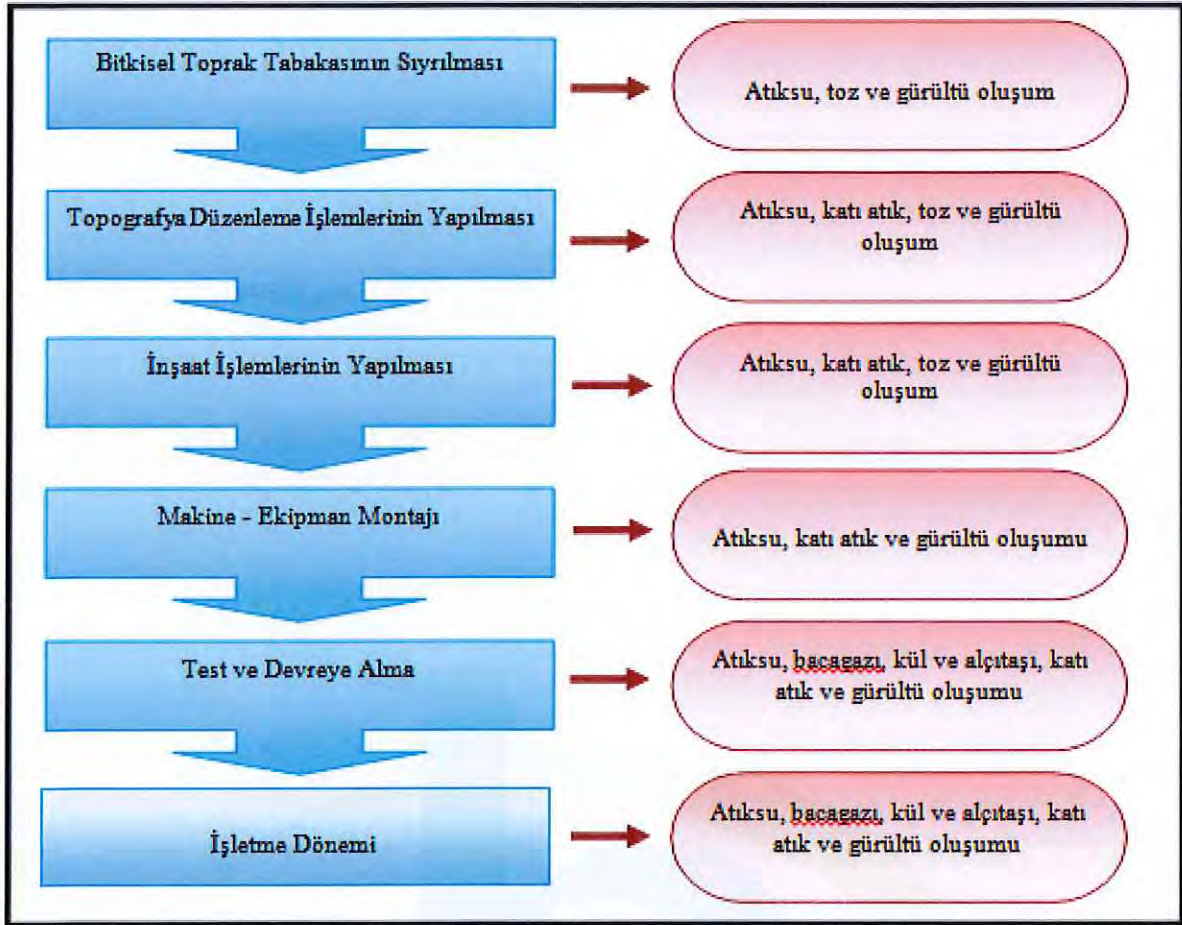 Bitkisel Toprak Tabakasının Sıyrılması
Atıksu, toz ve gürültü oluşum
Topografya Düzenleme İşlemlerinin Yapılması
Atıksu, katı atık, toz ve gürültü
oluşum
İnşaat İşlemlerinin Yapılması
Atıksu, katı atık, toz ve gürültü
oluşum
Makine - Ekipman Montajı
Atıksu, katı atık ve gürültü oluşumu
Test ve Devreye Alma
Atıksu, bacagazı, kül ve alçıtaşı, katı
atık ve gürültü oluşumu
İşletme Dönemi
Atıksu, bacagazı, kül ve alçıtaşı, katı
atık ve gürültü oluşumu